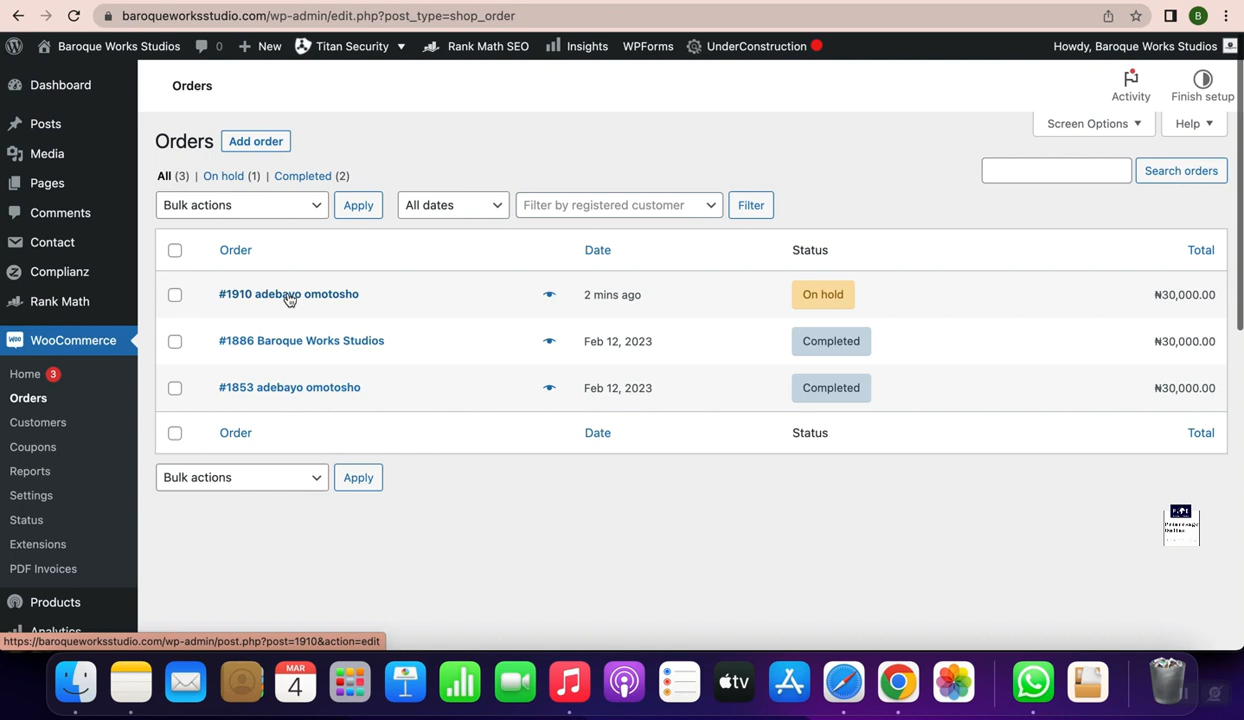 baroqueworksstudio.com/wp-admin/edit.php?post_type=shop_order
B
Baroque Works Studios 0 New Titan Security Rank Math SEO Insights WPForms UnderConstruction Howdy, Baroque Works Studios
Dashboard
Posts
Media
Pages
Comments
Contact
Complianz
Rank Math
Woo WooCommerce
Home 3
Orders
Customers
Coupons
Reports
Settings
Status
Extensions
PDF Invoices
Products
Analytics
Orders
Activity
Finish setup
Screen Options
Help
Orders Add order
All (3) | On hold (1) | Completed (2)
Search orders
Bulk actions Apply All dates Filter by registered customer Filter
Order Date Status Total
#1910 adebayo omotosho 2 mins ago On hold ₦30,000.00
#1886 Baroque Works Studios Feb 12, 2023 Completed ₦30,000.00
#1853 adebayo omotosho Feb 12, 2023 Completed ₦30,000.00
Order Date Status Total
Bulk actions Apply
https://baroqueworksstudio.com/wp-admin/post.php?post=1910&action=edit
MAR
4
tv